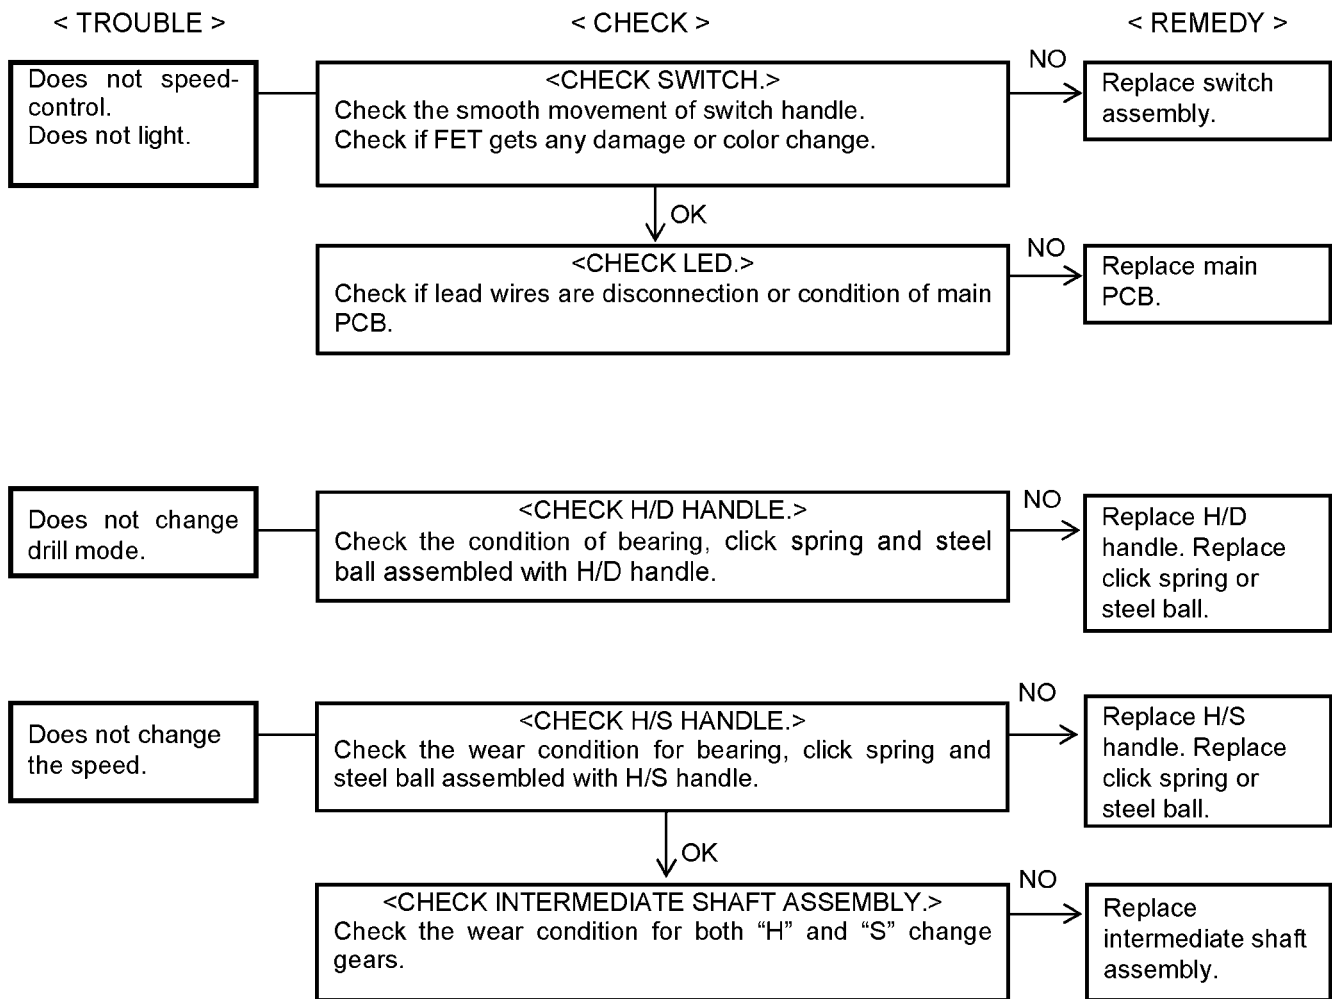 < TROUBLE >
< CHECK >
< REMEDY >
Does not speed-
control.
Does not light.
<CHECK SWITCH.>
Check the smooth movement of switch handle.
Check if FET gets any damage or color change.
NO
Replace switch
assembly.
OK
<CHECK LED.>
Check if lead wires are disconnection or condition of main
PCB.
NO
Replace main
PCB.
Does not change
drill mode.
<CHECK H/D HANDLE.>
Check the condition of bearing, click spring and steel
ball assembled with H/D handle.
NO
Replace H/D
handle. Replace
click spring or
steel ball.
Does not change
the speed.
<CHECK H/S HANDLE.>
Check the wear condition for bearing, click spring and
steel ball assembled with H/S handle.
NO
Replace H/S
handle. Replace
click spring or
steel ball.
OK
<CHECK INTERMEDIATE SHAFT ASSEMBLY.>
Check the wear condition for both “H” and “S” change
gears.
NO
Replace
intermediate shaft
assembly.